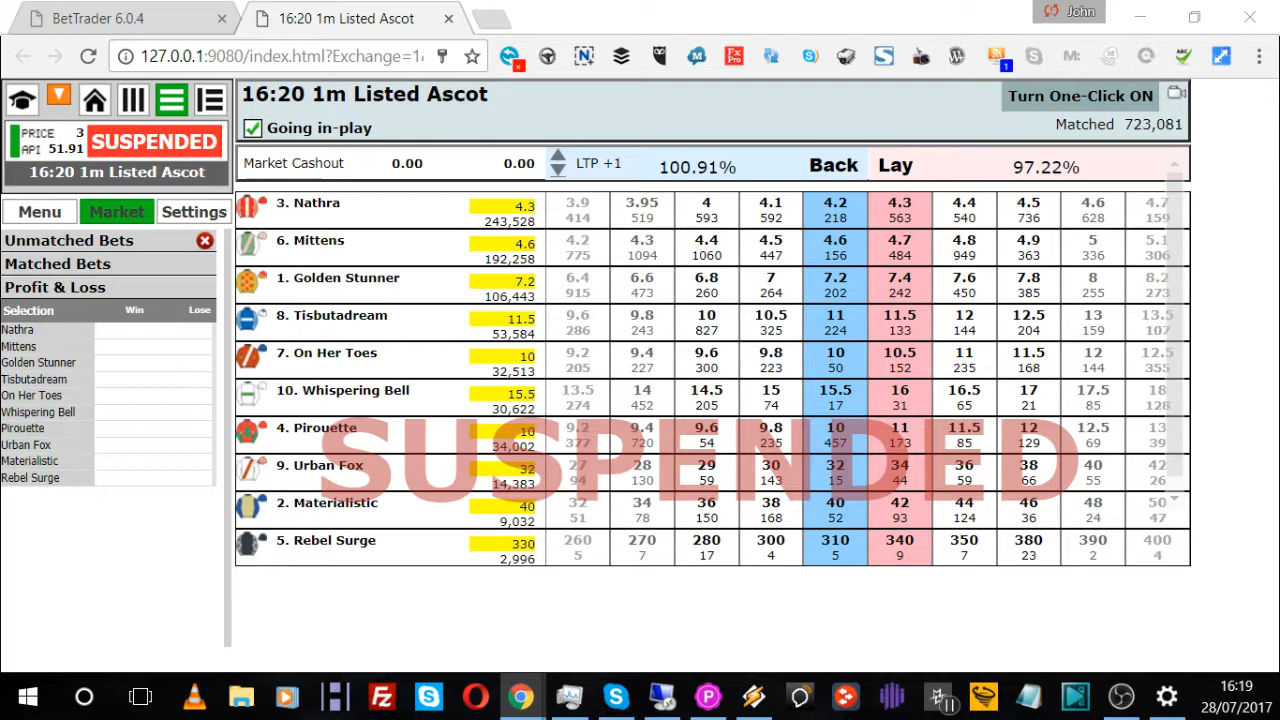 BetTrader 6.0.4
16:20 1m Listed Ascot
John
127.0.0.1:9080/index.html?Exchange=1&
16:20 1m Listed Ascot
Turn One-Click ON
Going in-play
Matched 723,081
PRICE 3
API 51.91
SUSPENDED
16:20 1m Listed Ascot
Market Cashout 0.00 0.00 LTP +1 100.91% Back Lay 97.22%
Menu Market Settings
Unmatched Bets
Matched Bets
Profit & Loss
Selection Win Lose
Nathra
Mittens
Golden Stunner
Tisbutadream
On Her Toes
Whispering Bell
Pirouette
Urban Fox
Materialistic
Rebel Surge
3. Nathra 4.3 3.9 3.95 4 4.1 4.2 4.3 4.4 4.5 4.6 4.7
243,528 414 519 593 592 218 563 540 736 628 159
6. Mittens 4.6 4.2 4.3 4.4 4.5 4.6 4.7 4.8 4.9 5 5.1
192,258 775 1094 1060 447 156 484 949 363 336 306
1. Golden Stunner 7.2 6.4 6.6 6.8 7 7.2 7.4 7.6 7.8 8 8.2
106,443 915 473 260 264 202 242 450 385 255 273
8. Tisbutadream 11.5 9.6 9.8 10 10.5 11 11.5 12 12.5 13 13.5
53,584 286 243 827 325 224 133 144 204 159 107
7. On Her Toes 10 9.2 9.4 9.6 9.8 10 10.5 11 11.5 12 12.5
32,513 205 227 300 223 50 152 235 168 144 355
10. Whispering Bell 15.5 13.5 14 14.5 15 15.5 16 16.5 17 17.5 18
30,622 274 452 205 74 17 31 65 21 85 128
4. Pirouette 10 9.2 9.4 9.6 9.8 10 11 11.5 12 12.5 13
34,002 377 720 54 235 457 173 85 129 69 39
9. Urban Fox 32 27 28 29 30 32 34 36 38 40 42
14,383 94 130 59 143 15 44 59 66 55 26
2. Materialistic 40 32 34 36 38 40 42 44 46 48 50
9,032 51 78 150 168 52 93 124 36 24 47
5. Rebel Surge 330 260 270 280 300 310 340 350 380 390 400
2,996 5 7 17 4 5 9 7 23 2 4
SUSPENDED
16:19
28/07/2017